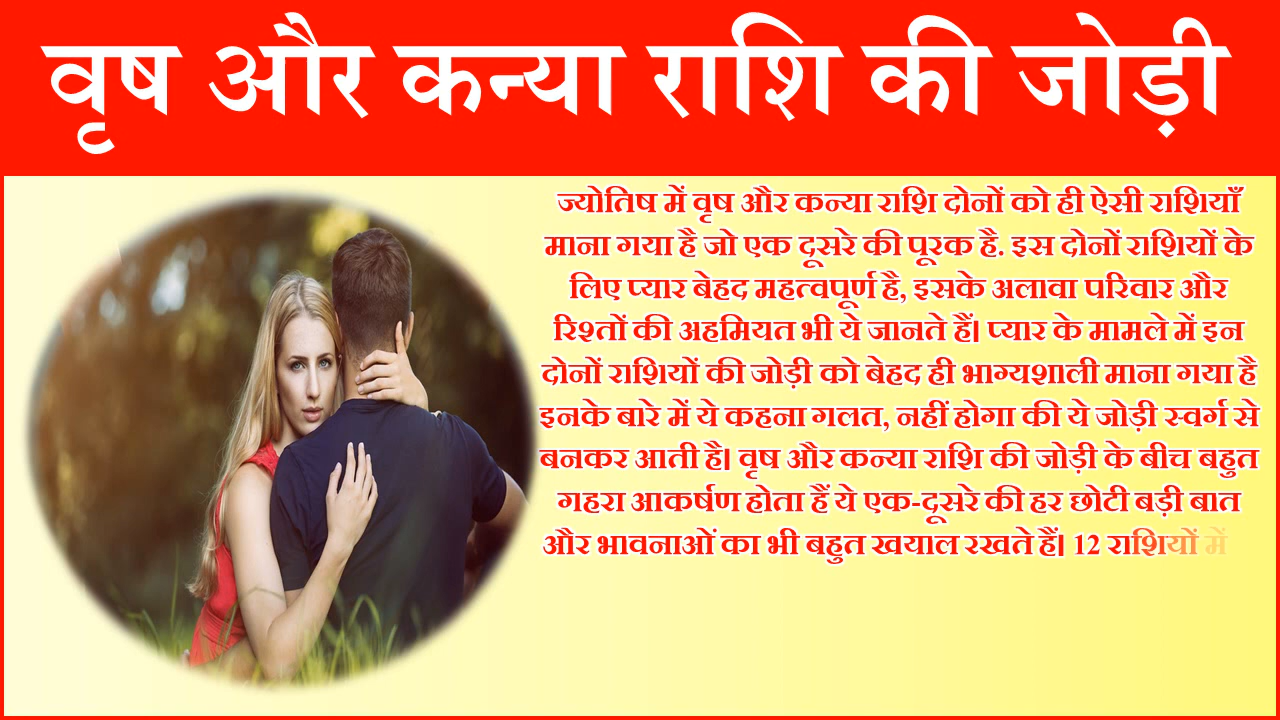 वृष और कन्या राशि की जोड़ी
ज्योतिष में वृष और कन्या राशि दोनों को ही ऐसी राशियाँ
माना गया है जो एक दूसरे की पूरक है. इस दोनों राशियों के
लिए प्यार बेहद महत्वपूर्ण है, इसके अलावा परिवार और
रिश्तों की अहमियत भी ये जानते हैं। प्यार के मामले में इन
दोनों राशियों की जोड़ी को बेहद ही भाग्यशाली माना गया है
इनके बारे में ये कहना गलत, नहीं होगा की ये जोड़ी स्वर्ग से
बनकर आती है। वृष और कन्या राशि की जोड़ी के बीच बहुत
गहरा आकर्षण होता हैं ये एक-दूसरे की हर छोटी बड़ी बात
और भावनाओं का भी बहुत खयाल रखते हैं। 12 राशियों में